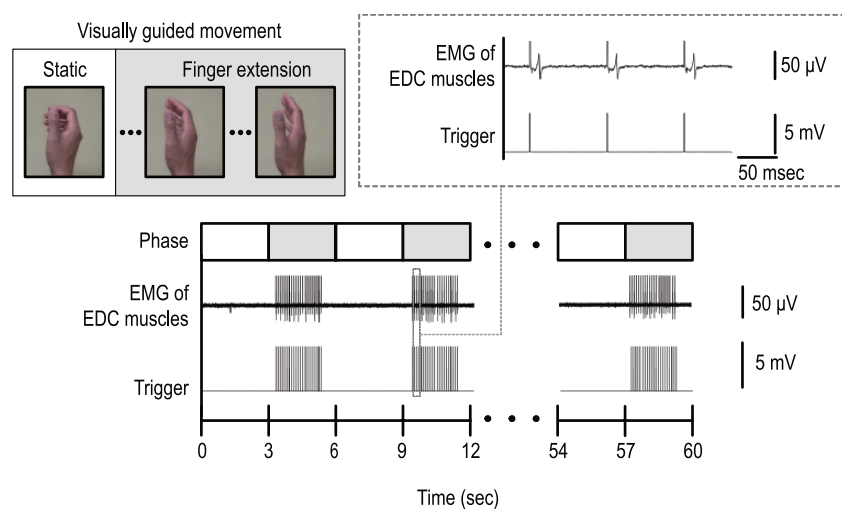 Visually guided movement
Static
Finger extension
EMG of
EDC muscles
50 µV
Trigger
5 mV
50 msec
Phase
EMG of
EDC muscles
50 µV
Trigger
5 mV
0 3 6 9 12 54 57 60
Time (sec)